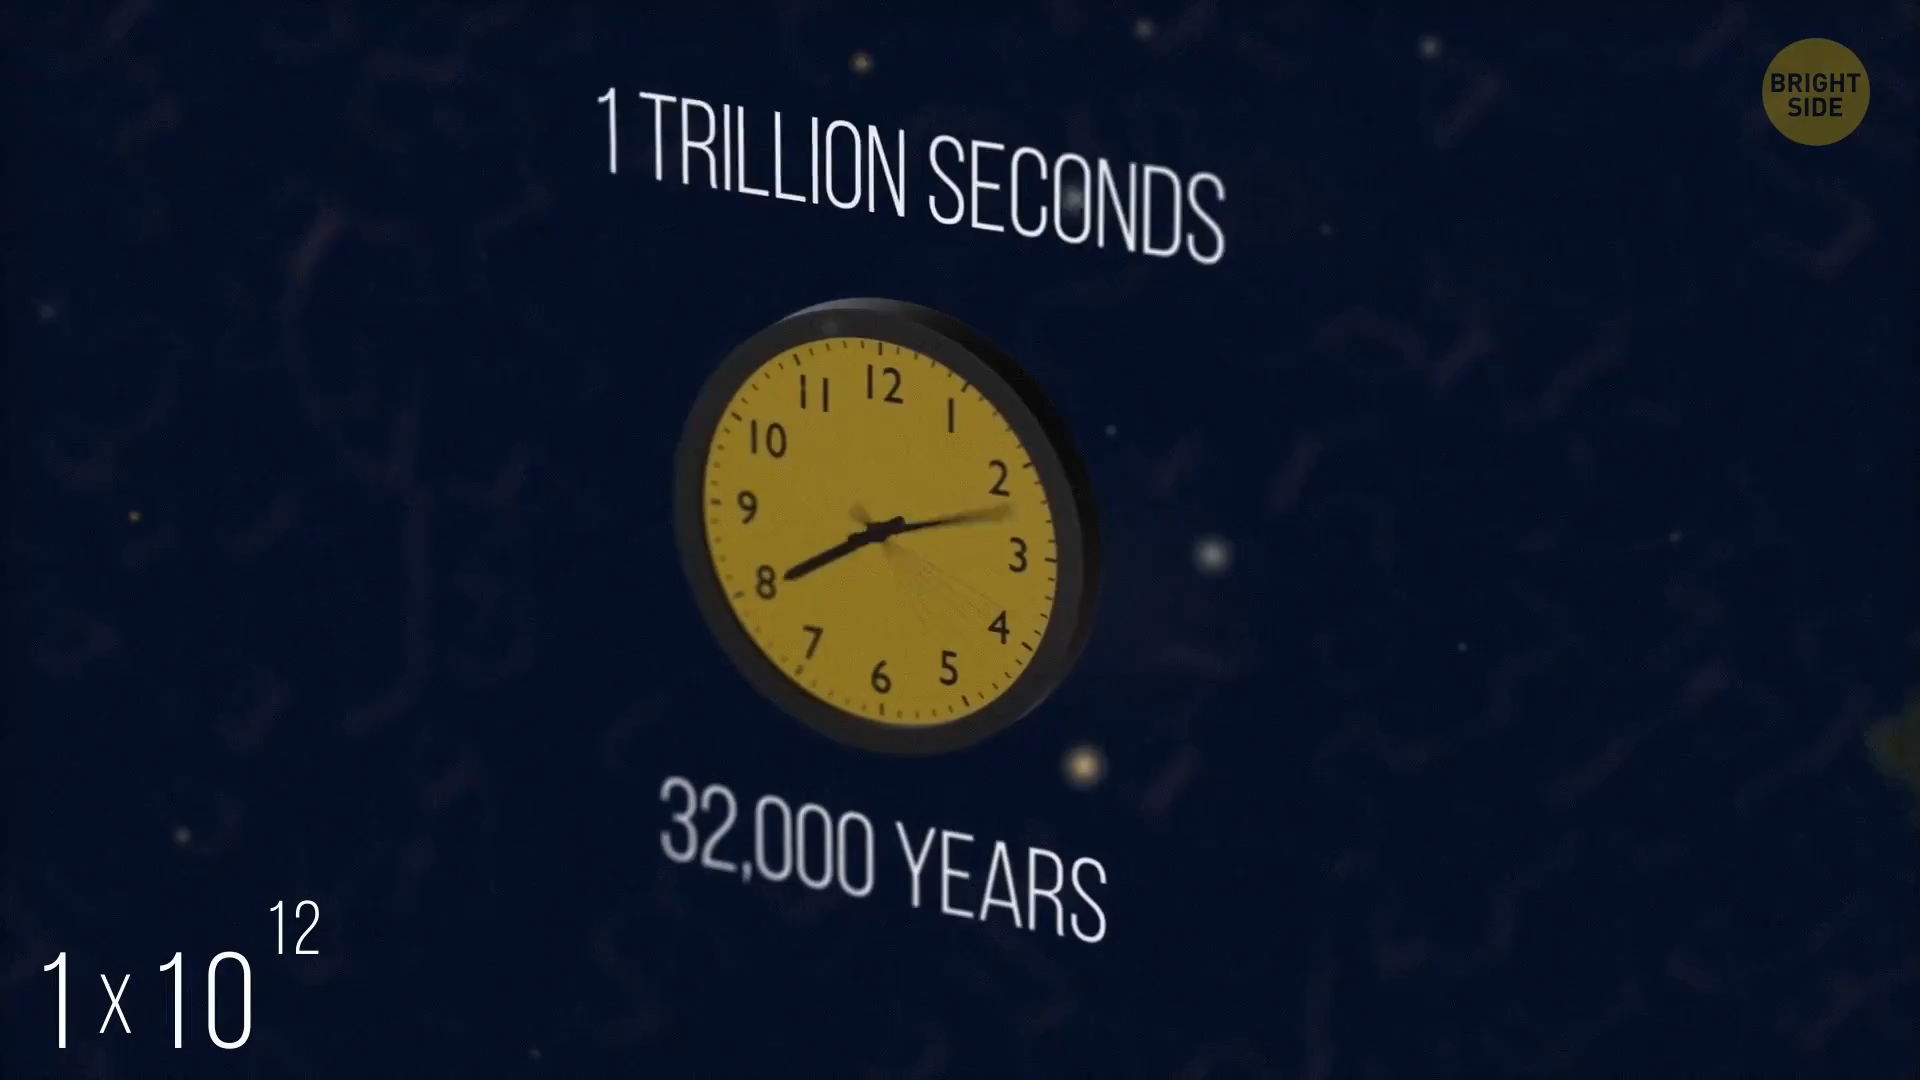 BRIGHT
SIDE
1 TRILLION SECONDS
11 12 1
10 2
9 3
8 4
7 6 5
32,000 YEARS
1 x 10^12